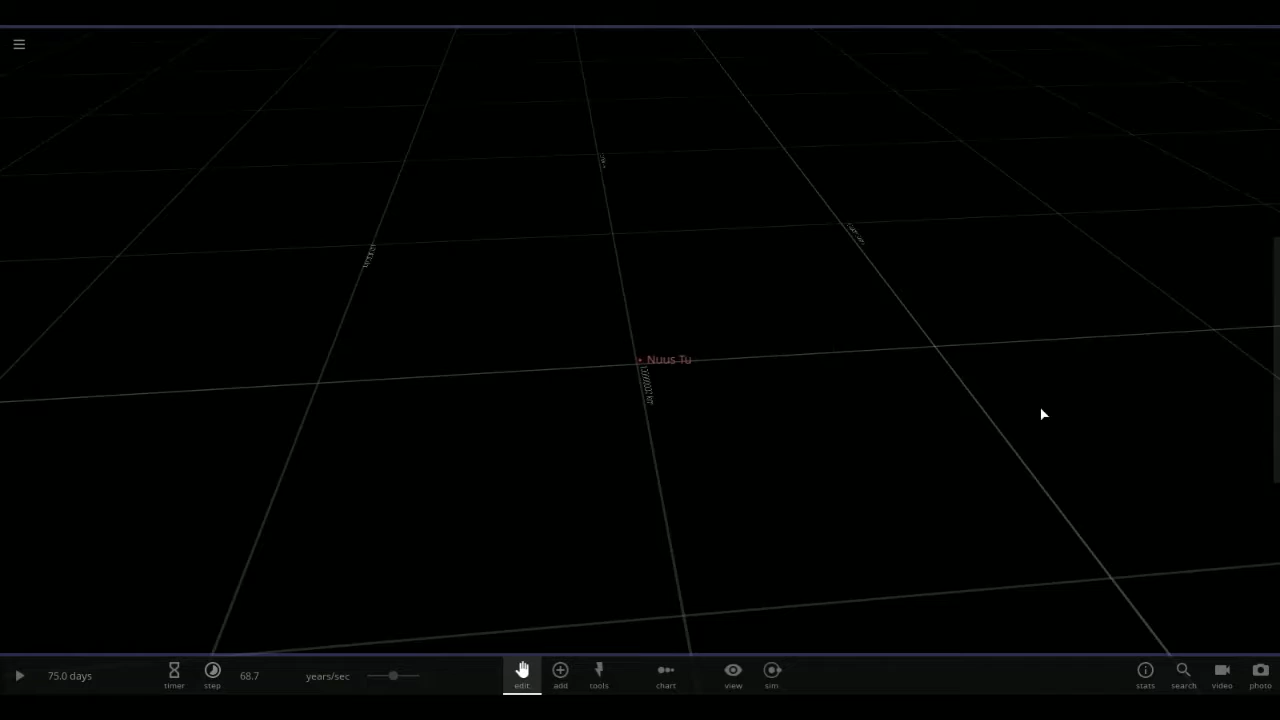 Nuus Tu
75.0 days
timer
step
68.7
years/sec
edit
add
tools
chart
view
sim
stats
search
video
photo